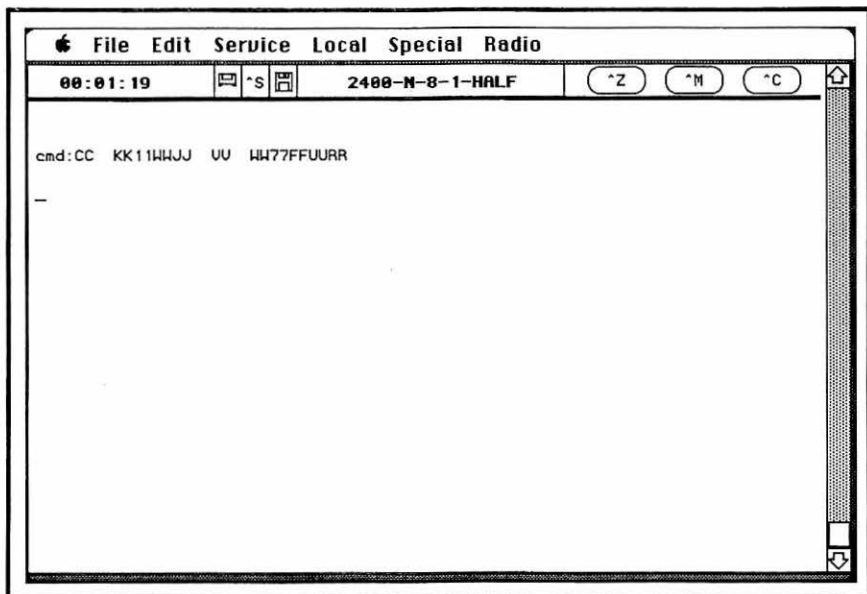 File Edit Service Local Special Radio
00:01:19 ^S 2400-N-8-1-HALF ^Z ^M ^C
cmd:CC KK11WWJJ VV WW77FFUURR
_